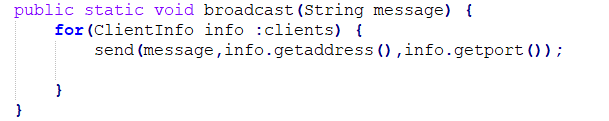 public static void broadcast(String message) {
    for(ClientInfo info :clients) {
        send(message,info.getaddress(),info.getport());
    }
}